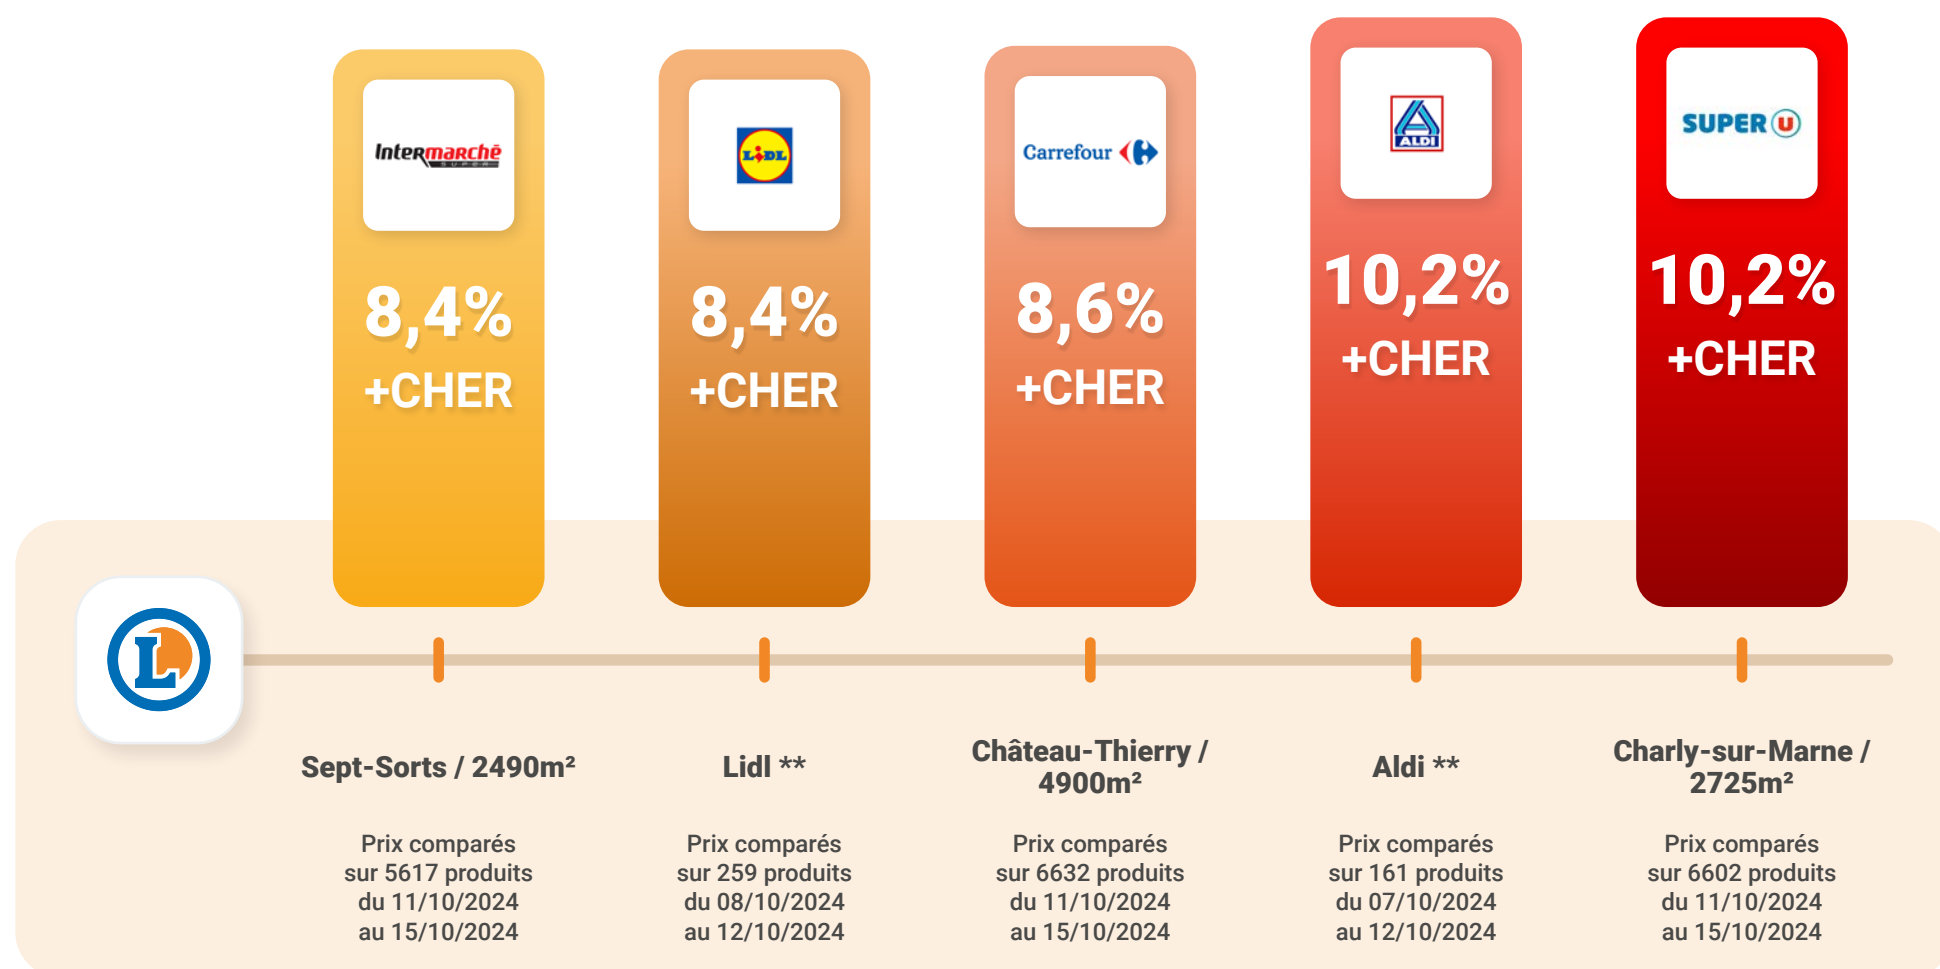 Intermarché
SUPER
8,4%
+CHER
LiDL
8,4%
+CHER
Carrefour
8,6%
+CHER
ALDI
10,2%
+CHER
SUPER U
10,2%
+CHER
L
Sept-Sorts / 2490m²
Prix comparés
sur 5617 produits
du 11/10/2024
au 15/10/2024
Lidl **
Prix comparés
sur 259 produits
du 08/10/2024
au 12/10/2024
Château-Thierry /
4900m²
Prix comparés
sur 6632 produits
du 11/10/2024
au 15/10/2024
Aldi **
Prix comparés
sur 161 produits
du 07/10/2024
au 12/10/2024
Charly-sur-Marne /
2725m²
Prix comparés
sur 6602 produits
du 11/10/2024
au 15/10/2024